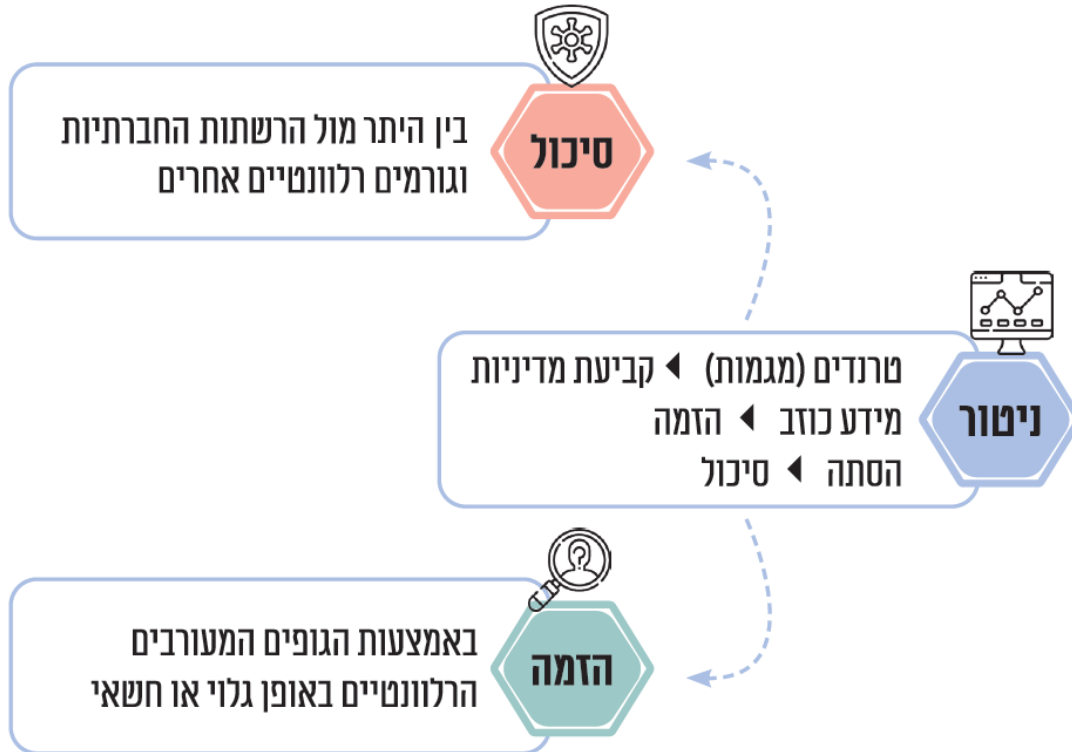 סיכול
בין היתר מול הרשתות החברתיות
וגורמים רלוונטיים אחרים
ניטור
טרנדים (מגמות) ◂ קביעת מדיניות
מידע כוזב ◂ הזמה
הסתה ◂ סיכול
הזמה
באמצעות הגופים המעורבים
הרלוונטיים באופן גלוי או חשאי